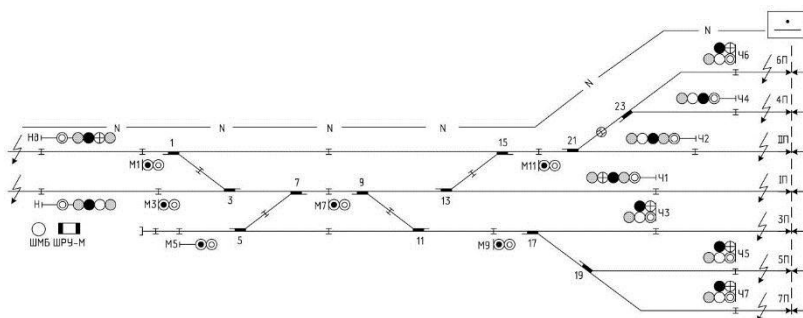 N
Ч6
6П
N
23
Ч4
4П
N
N
N
N
НД
1
15
21
Ч2
IIП
М1
М11
Ч1
IП
3
7
9
13
Н
М3
М7
Ч3
3П
ШМБ ШРУ-М
М5
5
11
М9
17
19
Ч5
5П
Ч7
7П